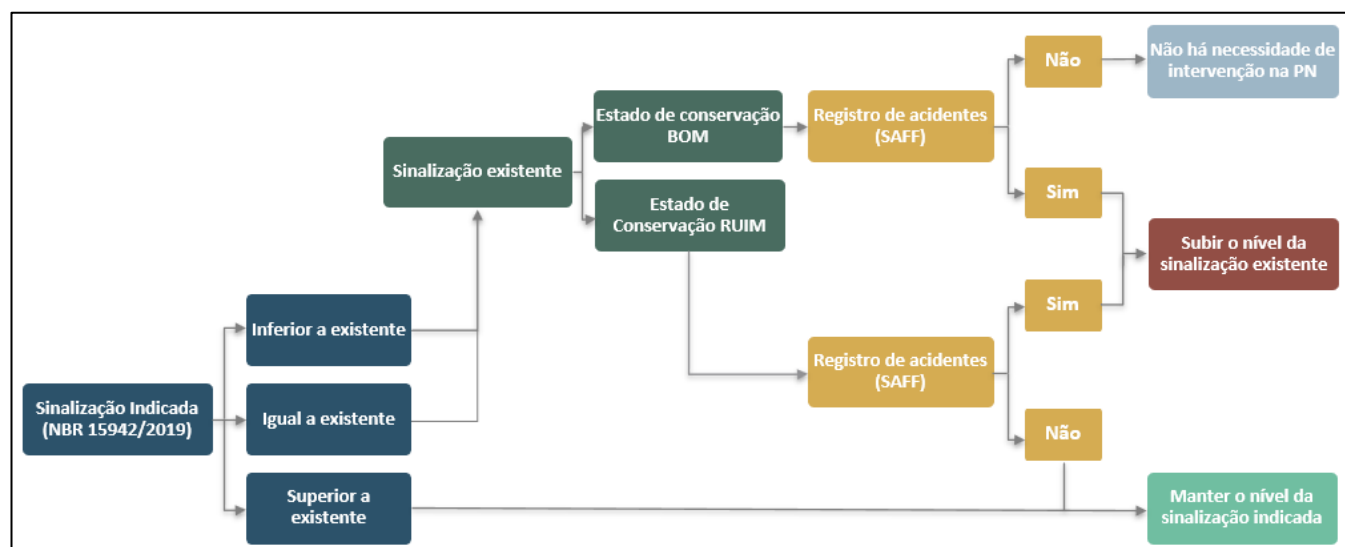 Não
Não há necessidade de
intervenção na PN
Estado de conservação
BOM
Registro de acidentes
(SAFF)
Sinalização existente
Estado de
Conservação RUIM
Sim
Subir o nível da
sinalização existente
Inferior a existente
Sim
Registro de acidentes
(SAFF)
Sinalização Indicada
(NBR 15942/2019)
Igual a existente
Não
Superior a
existente
Manter o nível da
sinalização indicada